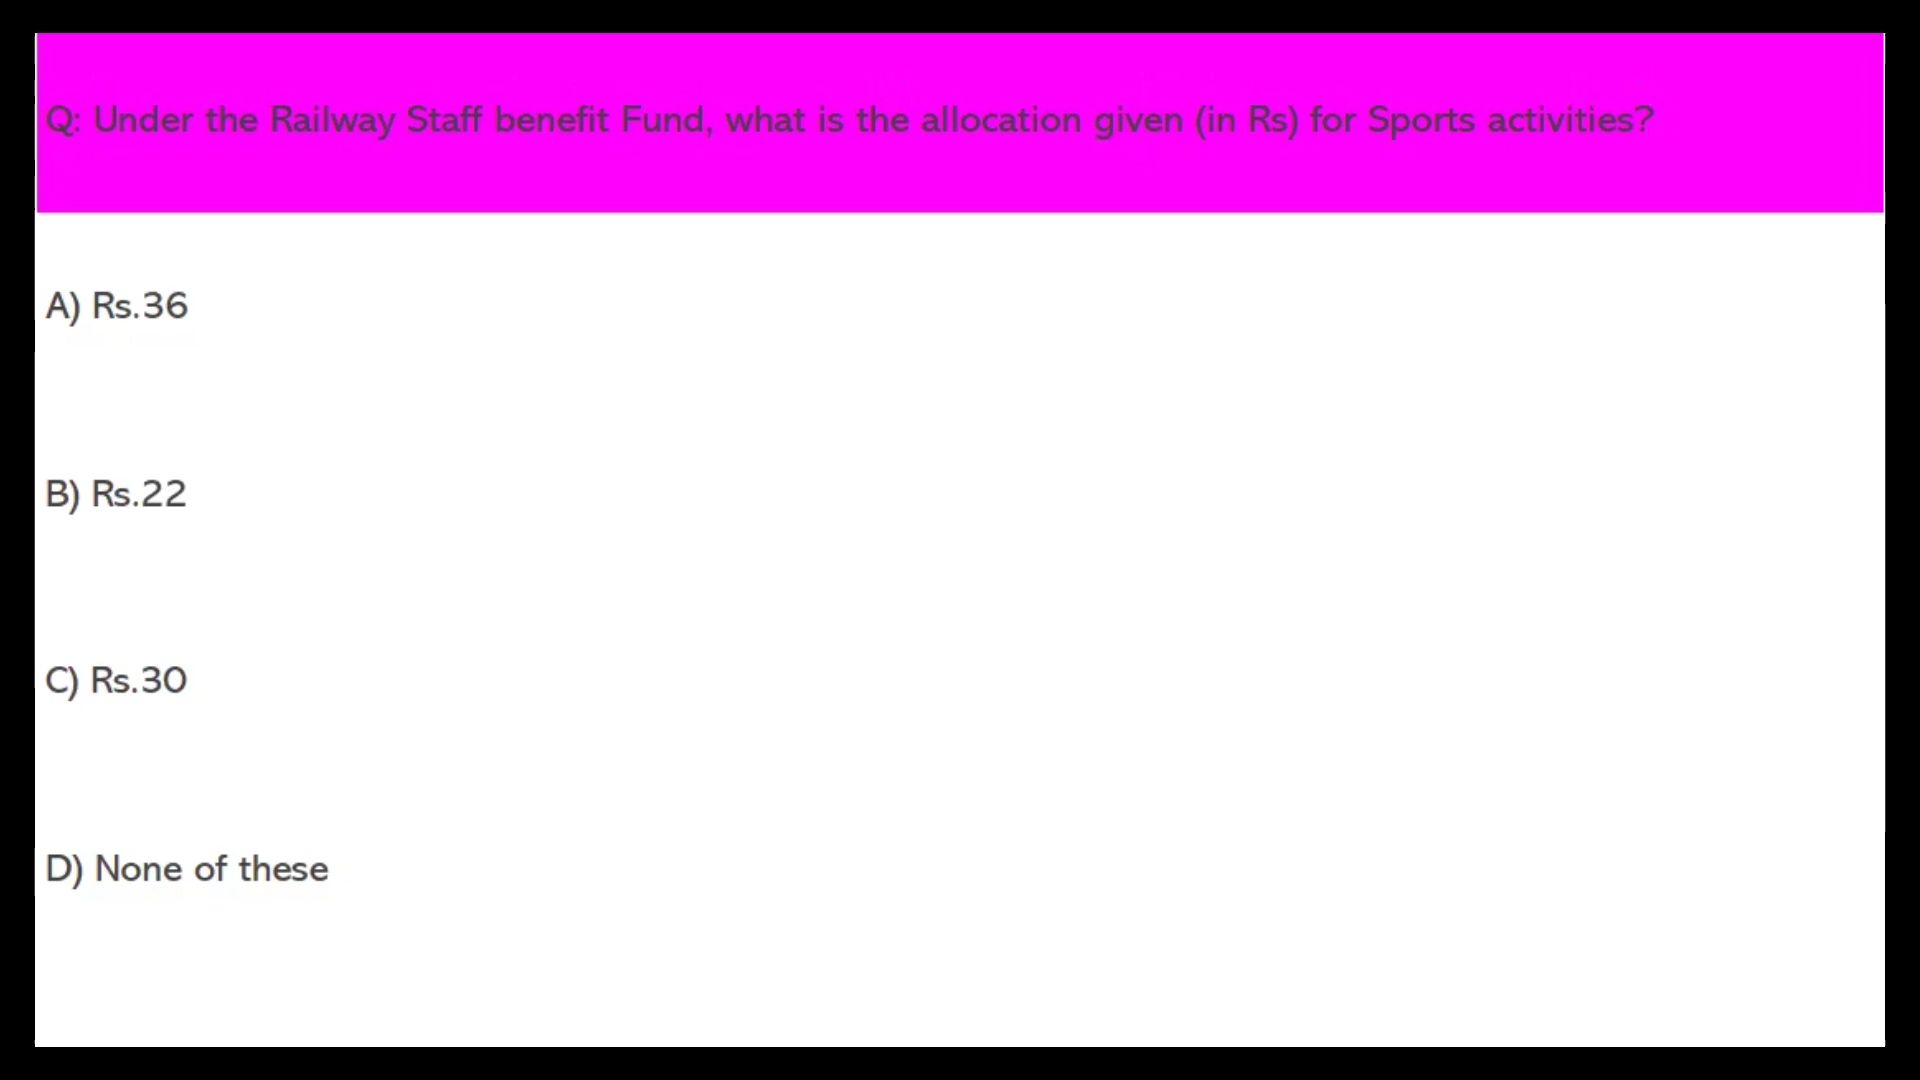 Q: Under the Railway Staff benefit Fund, what is the allocation given (in Rs) for Sports activities?
A) Rs.36
B) Rs.22
C) Rs.30
D) None of these